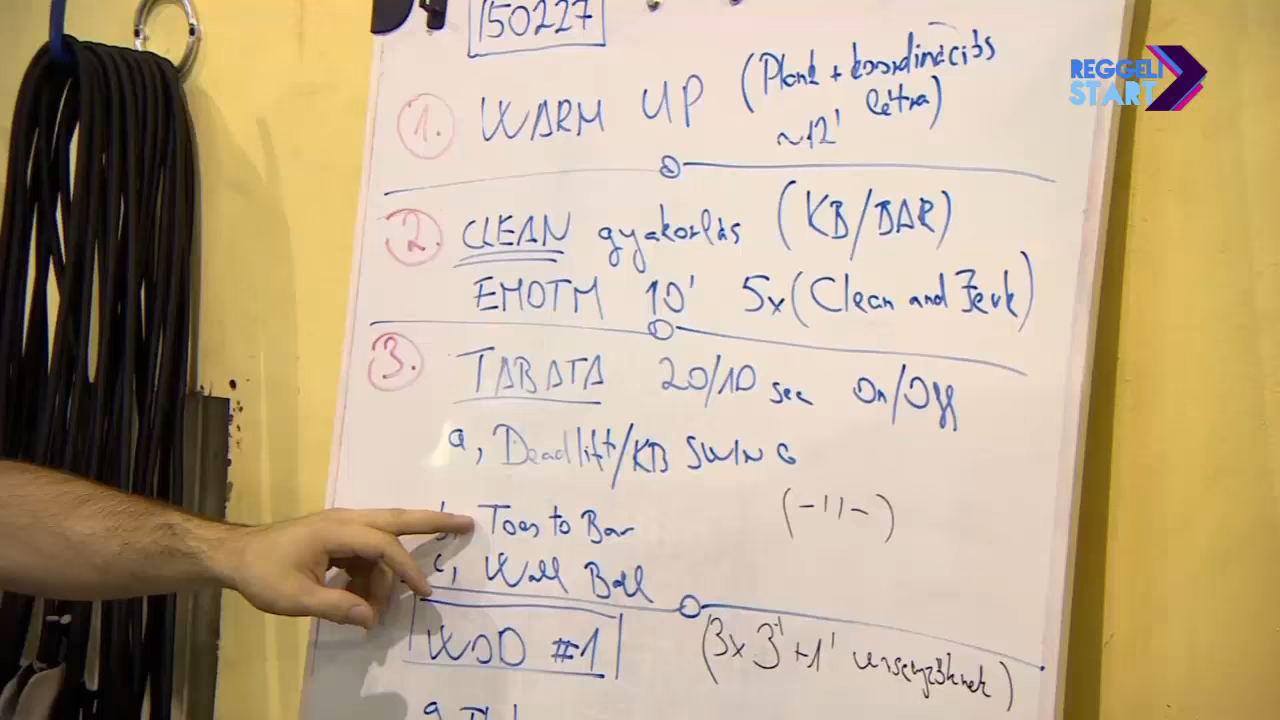 150227
REGGELI
START
1. WARM UP (Plank + koordinációs
létra)
~12'
2. CLEAN gyakorlás (KB/BAR)
EMOTM 10' 5x (Clean and Jerk)
3. TABATA 20/10 sec On/Off
a, Deadlift/KB SWING
b, Toes to Bar (-11-)
c, Wall Ball
WOD #1 (3x 3' +1' versenyzőknek)